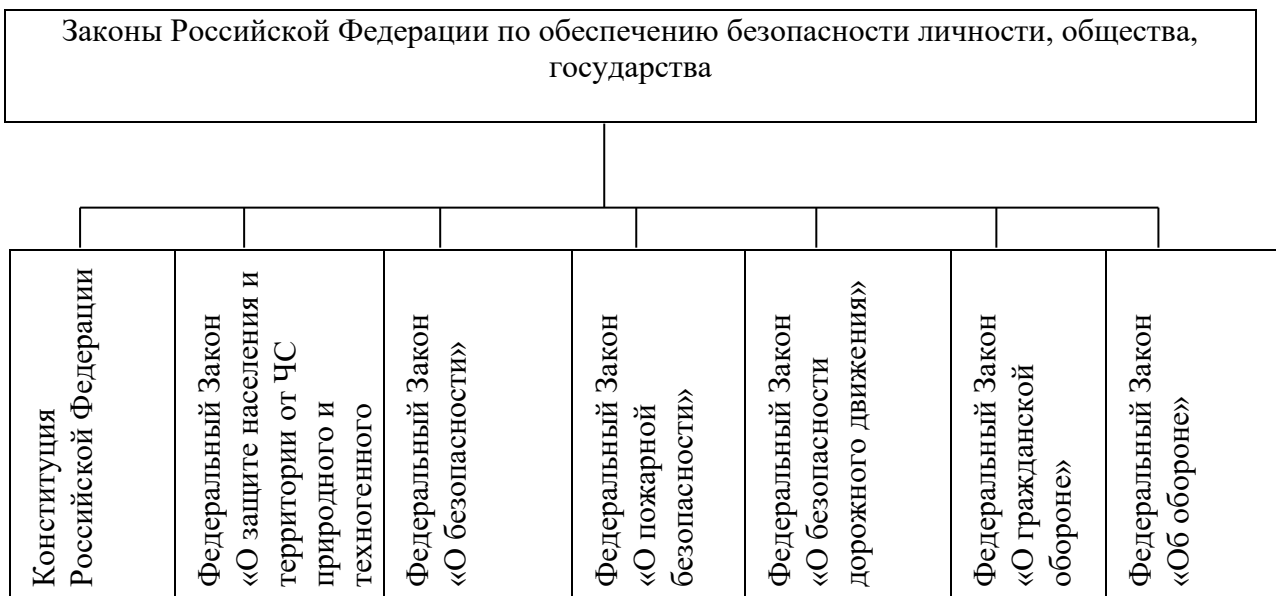 Законы Российской Федерации по обеспечению безопасности личности, общества,
государства
Конституция
Российской Федерации
Федеральный Закон
«О защите населения и
территории от ЧС
природного и
техногенного
Федеральный Закон
«О безопасности»
Федеральный Закон
«О пожарной
безопасности»
Федеральный Закон
«О безопасности
дорожного движения»
Федеральный Закон
«О гражданской
обороне»
Федеральный Закон
«Об обороне»